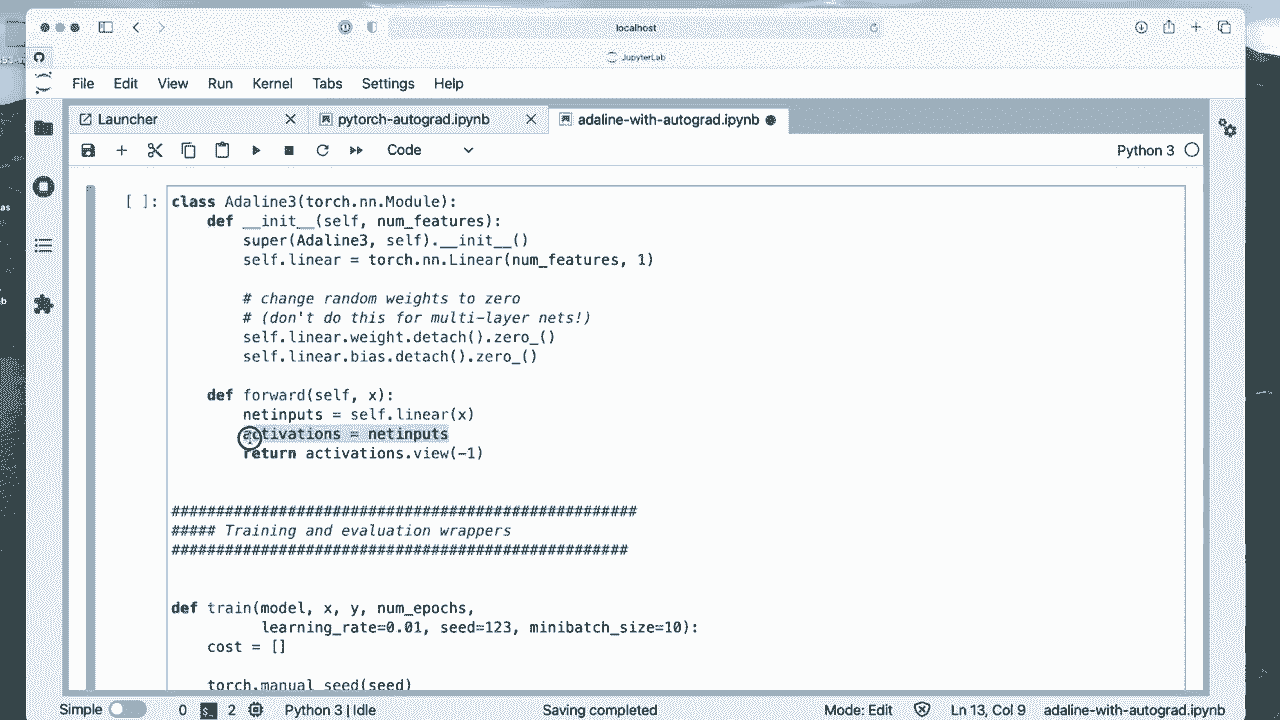 localhost
JupyterLab
File Edit View Run Kernel Tabs Settings Help
Launcher pytorch-autograd.ipynb adaline-with-autograd.ipynb
Code Python 3
[ ]: class Adaline3(torch.nn.Module):
def __init__(self, num_features):
super(Adaline3, self).__init__()
self.linear = torch.nn.Linear(num_features, 1)
# change random weights to zero
# (don't do this for multi-layer nets!)
self.linear.weight.detach().zero_()
self.linear.bias.detach().zero_()
def forward(self, x):
netinputs = self.linear(x)
activations = netinputs
return activations.view(-1)
#######################################################
##### Training and evaluation wrappers
######################################################
def train(model, x, y, num_epochs,
learning_rate=0.01, seed=123, minibatch_size=10):
cost = []
torch.manual_seed(seed)
Simple 0 2 Python 3 | Idle Saving completed Mode: Edit Ln 13, Col 9 adaline-with-autograd.ipynb